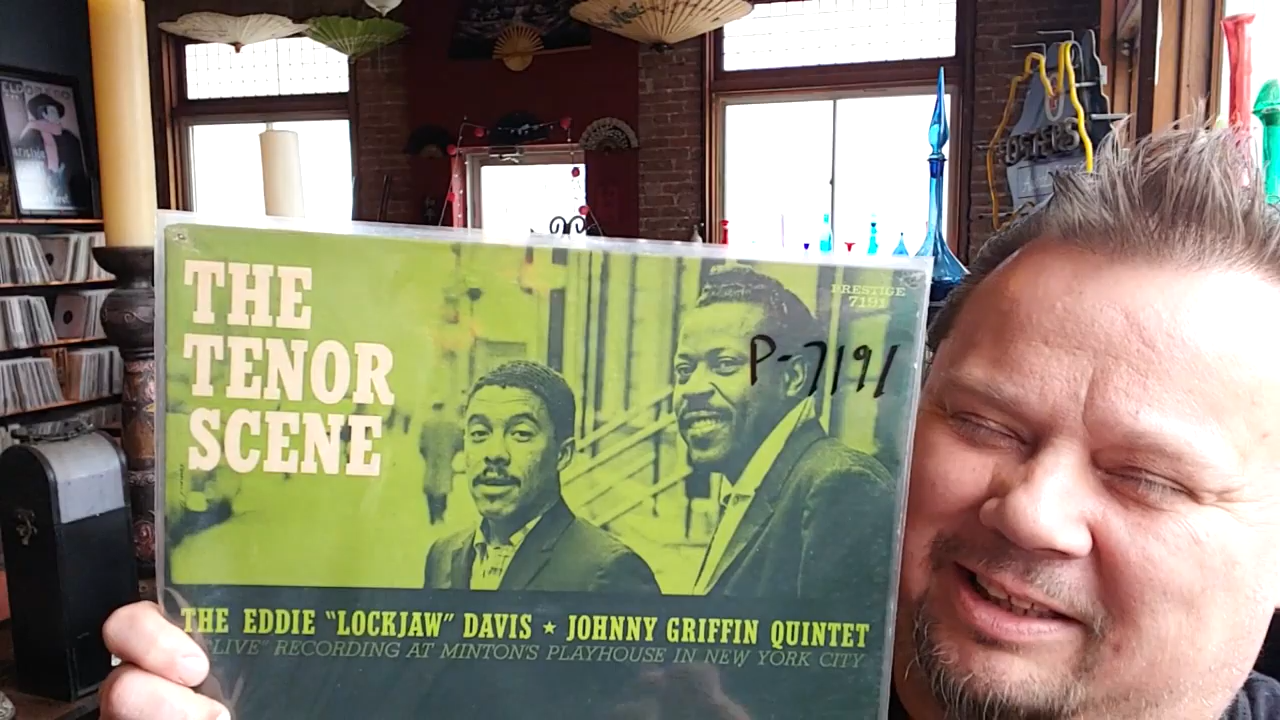 THE
TENOR
SCENE
PRESTIGE
7191
P-7191
THE EDDIE "LOCKJAW" DAVIS ★ JOHNNY GRIFFIN QUINTET
"LIVE" RECORDING AT MINTON'S PLAYHOUSE IN NEW YORK CITY